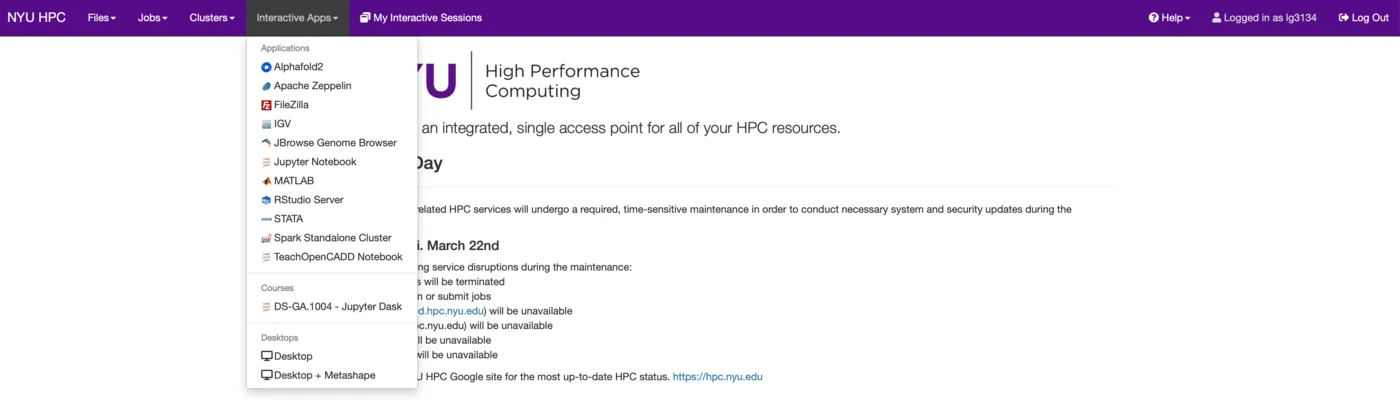 NYU HPC Files Jobs Clusters Interactive Apps My Interactive Sessions Help Logged in as lg3134 Log Out
Applications
Alphafold2
Apache Zeppelin
FileZilla
IGV
JBrowse Genome Browser
Jupyter Notebook
MATLAB
RStudio Server
STATA
Spark Standalone Cluster
TeachOpenCADD Notebook
Courses
DS-GA.1004 - Jupyter Dask
Desktops
Desktop
Desktop + Metashape
YU
High Performance
Computing
an integrated, single access point for all of your HPC resources.
Day
related HPC services will undergo a required, time-sensitive maintenance in order to conduct necessary system and security updates during the
i. March 22nd
ng service disruptions during the maintenance:
s will be terminated
n or submit jobs
d.hpc.nyu.edu) will be unavailable
pc.nyu.edu) will be unavailable
ll be unavailable
will be unavailable
U HPC Google site for the most up-to-date HPC status. https://hpc.nyu.edu